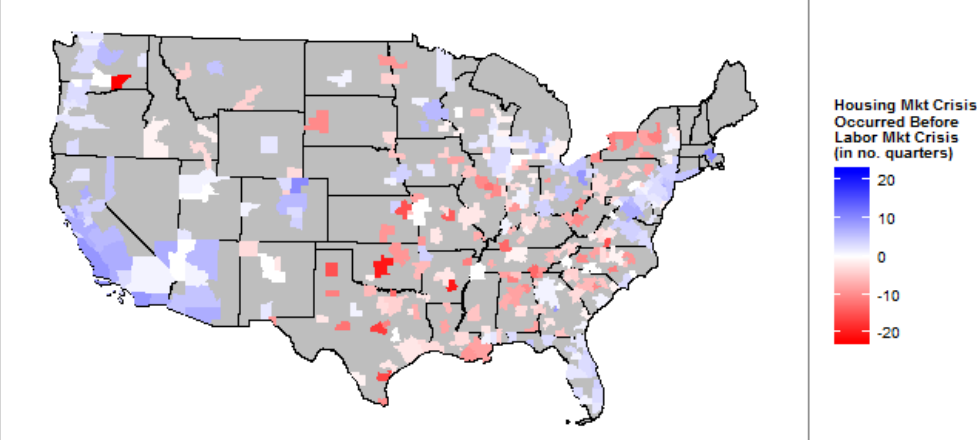 Housing Mkt Crisis
Occurred Before
Labor Mkt Crisis
(in no. quarters)
20
10
0
-10
-20